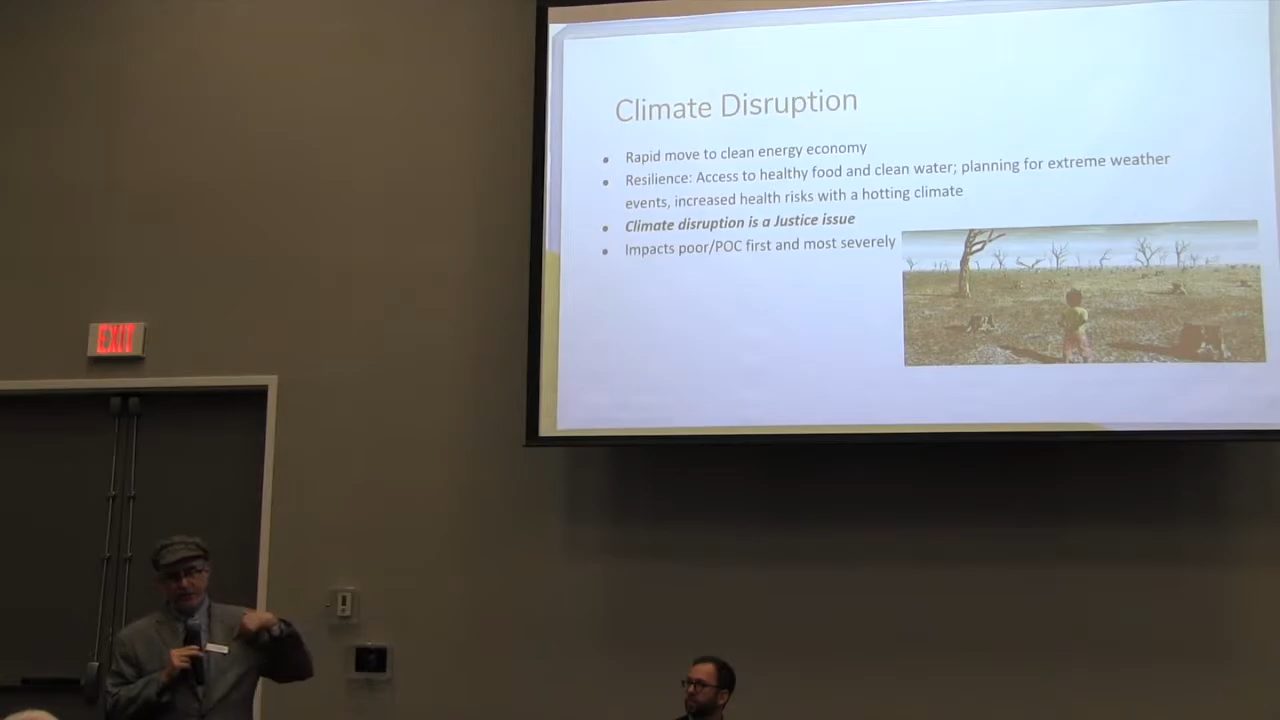 Climate Disruption
Rapid move to clean energy economy
Resilience: Access to healthy food and clean water; planning for extreme weather
events, increased health risks with a hotting climate
Climate disruption is a Justice issue
Impacts poor/POC first and most severely
EXIT